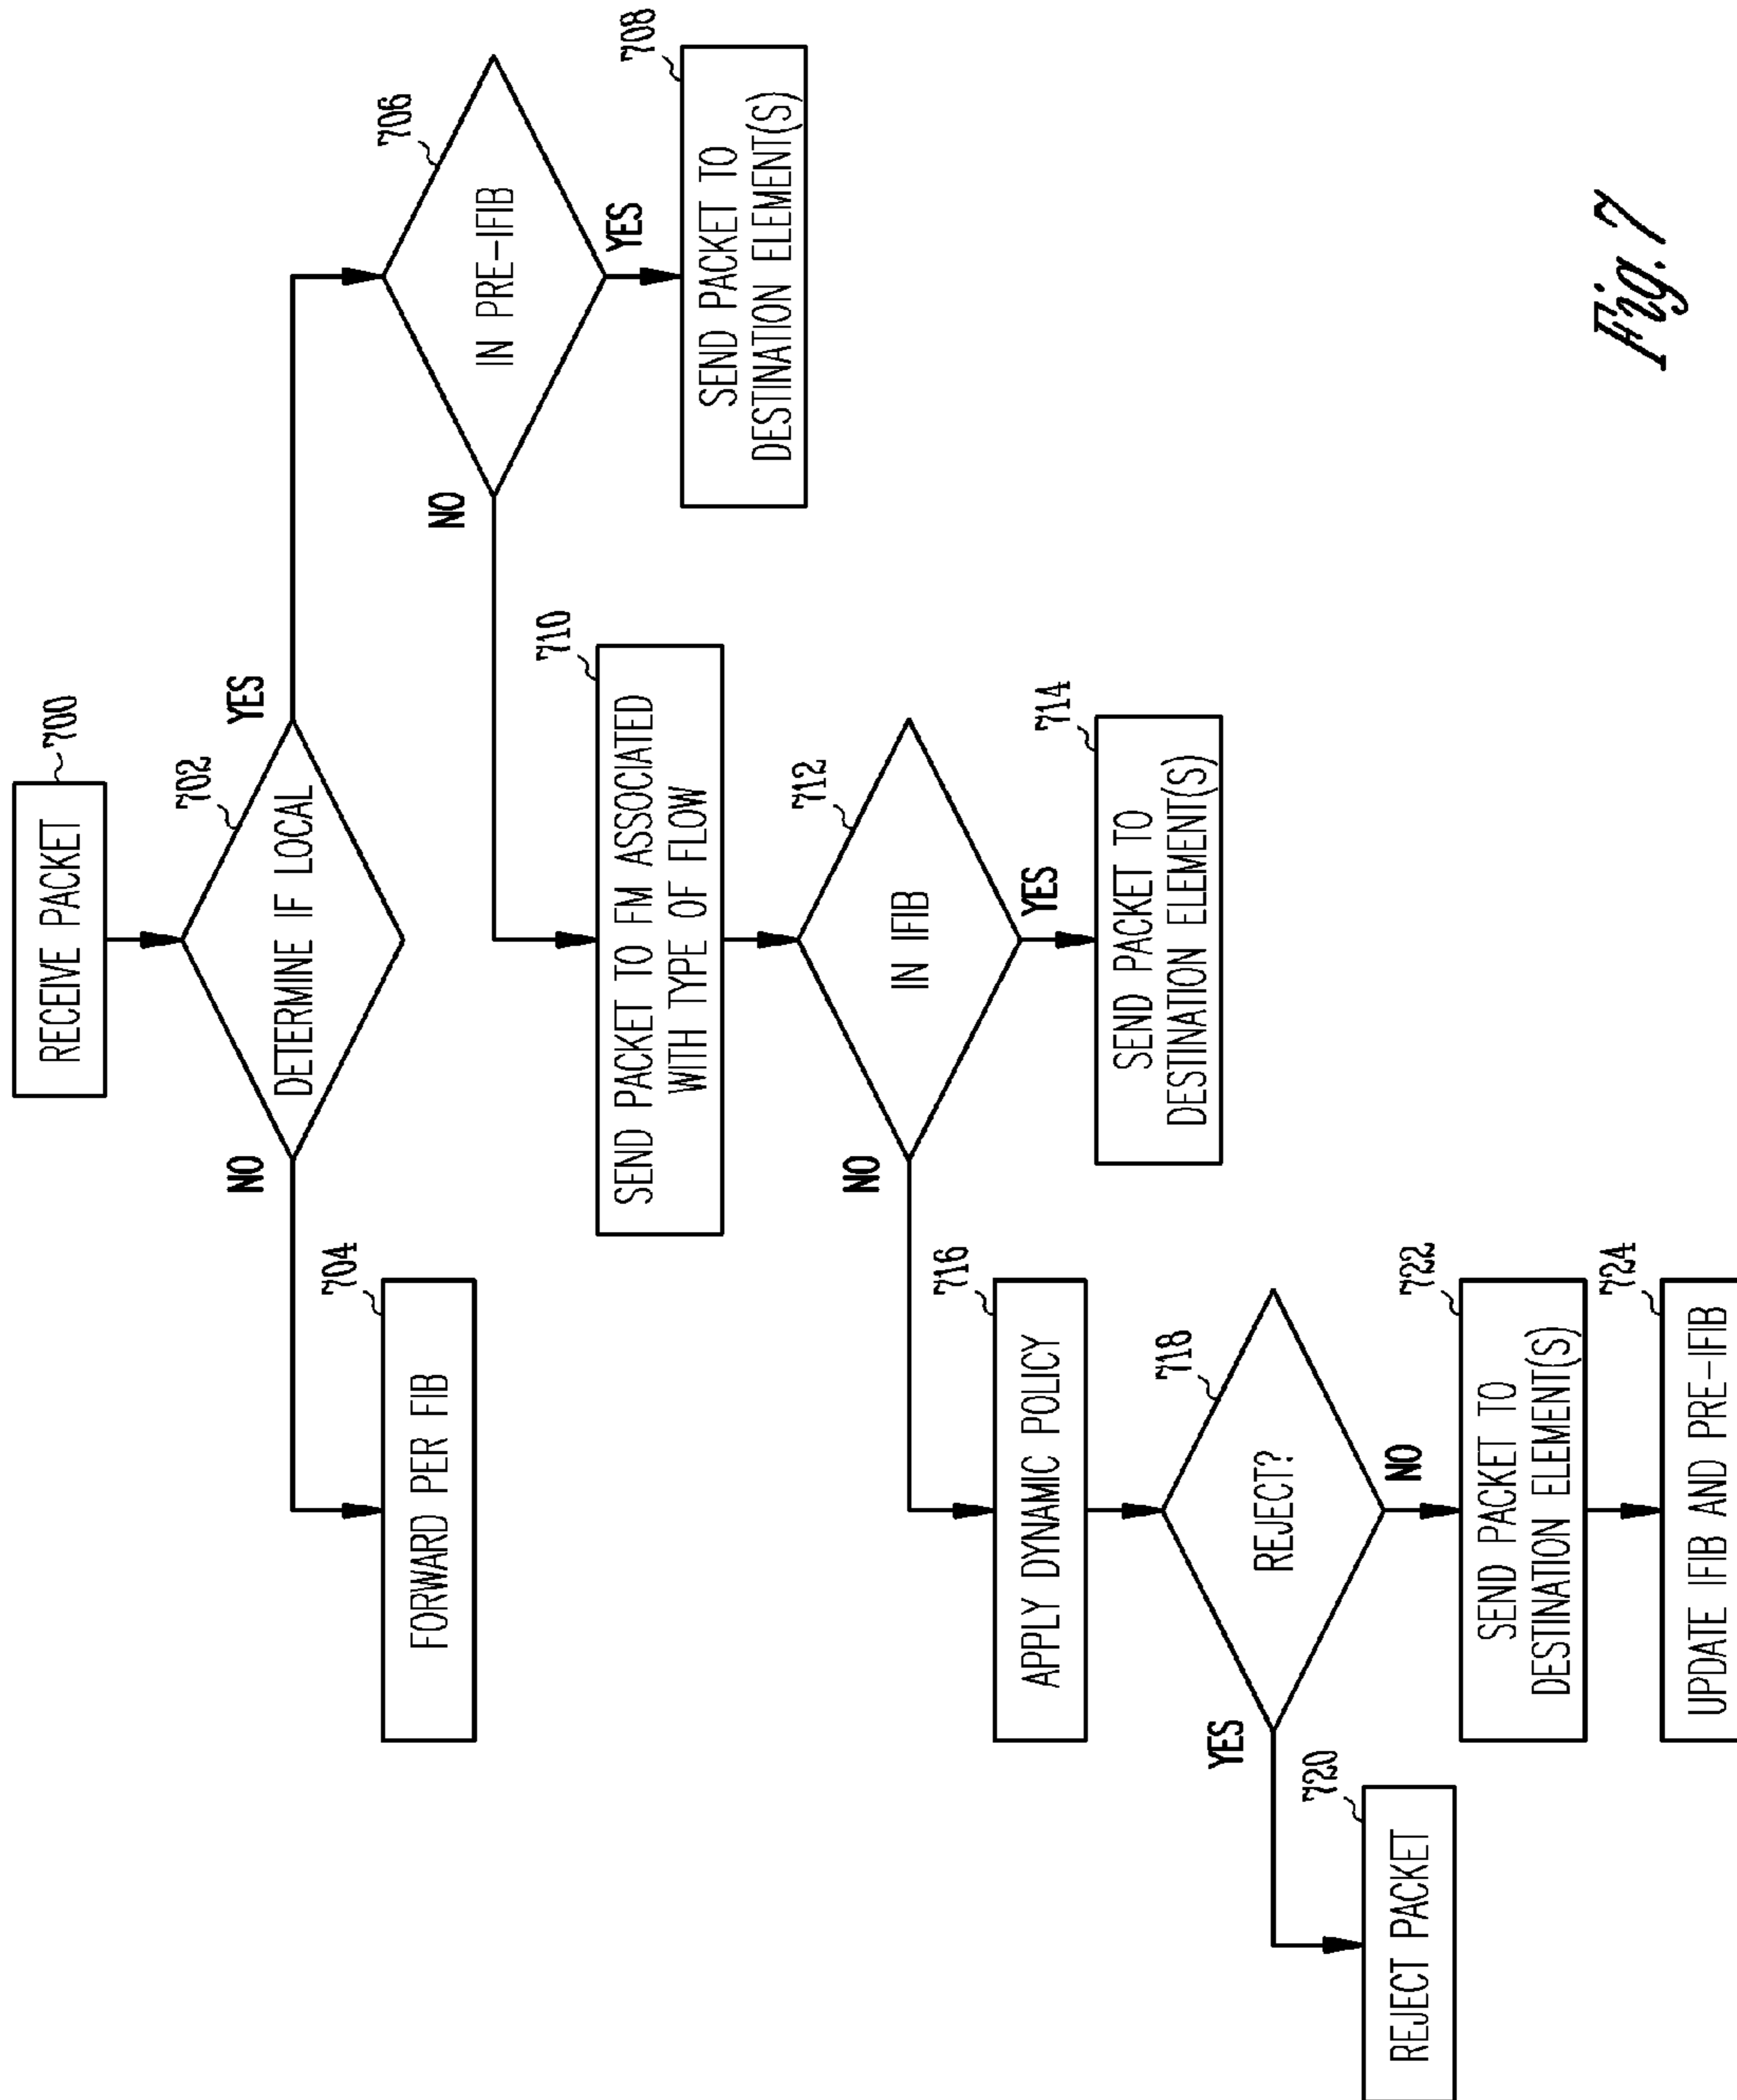 RECEIVE PACKET
700
702
DETERMINE IF LOCAL
NO
YES
704
FORWARD PER FIB
706
IN PRE-IFIB
NO
YES
708
SEND PACKET TO
DESTINATION ELEMENT(S)
710
SEND PACKET TO FM ASSOCIATED
WITH TYPE OF FLOW
712
IN IFIB
NO
YES
714
SEND PACKET TO
DESTINATION ELEMENT(S)
716
APPLY DYNAMIC POLICY
718
REJECT?
YES
NO
720
REJECT PACKET
722
SEND PACKET TO
DESTINATION ELEMENT(S)
724
UPDATE IFIB AND PRE-IFIB
Fig. 7